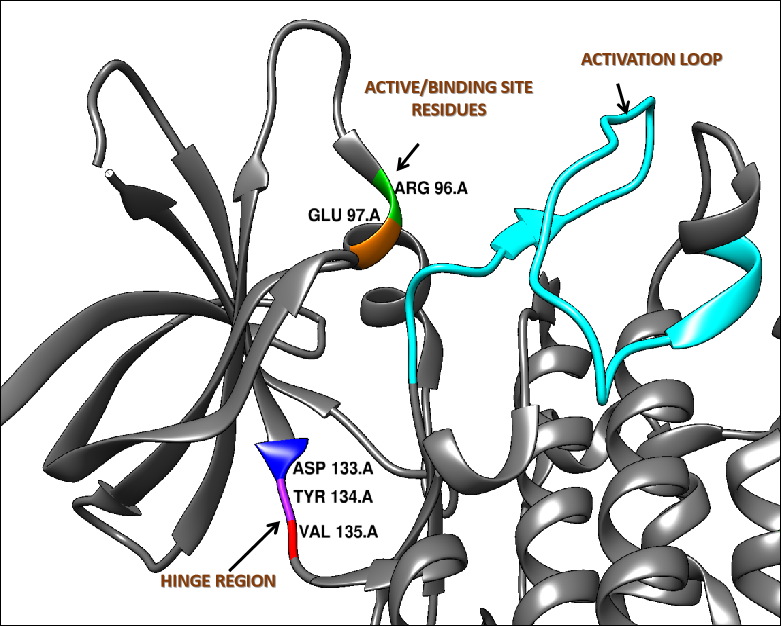 ACTIVATION LOOP
ACTIVE/BINDING SITE
RESIDUES
ARG 96.A
GLU 97.A
ASP 133.A
TYR 134.A
VAL 135.A
HINGE REGION